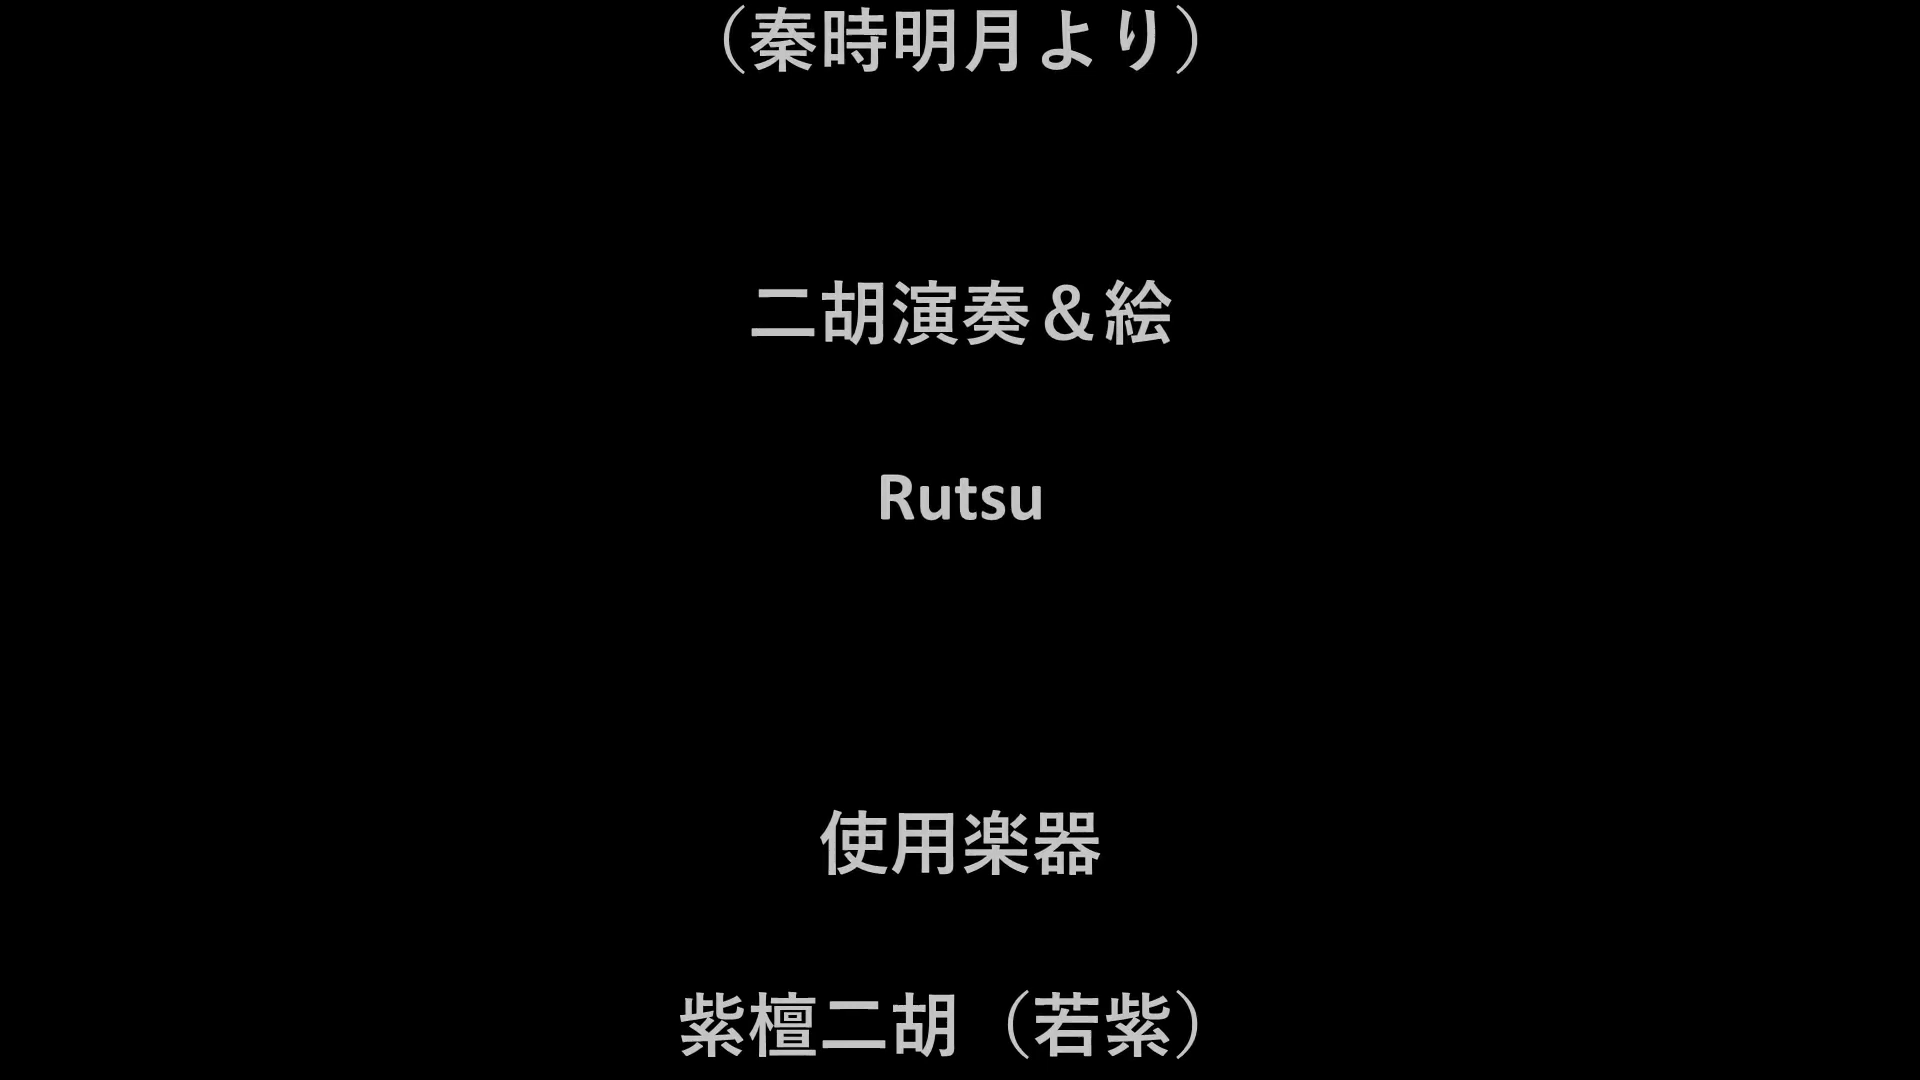 （秦時明月より）
二胡演奏＆絵
Rutsu
使用楽器
紫檀二胡（若紫）